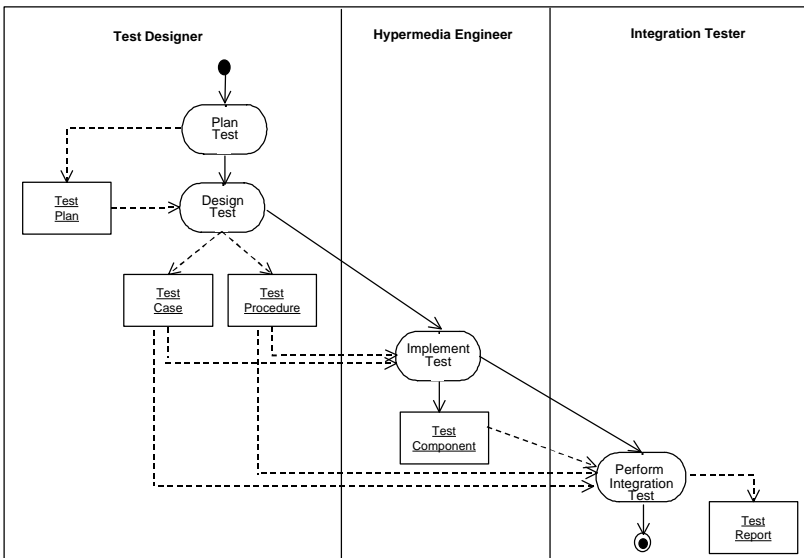 Test Designer
Hypermedia Engineer
Integration Tester
Plan
Test
Test
Plan
Design
Test
Test
Case
Test
Procedure
Implement
Test
Test
Component
Perform
Integration
Test
Test
Report